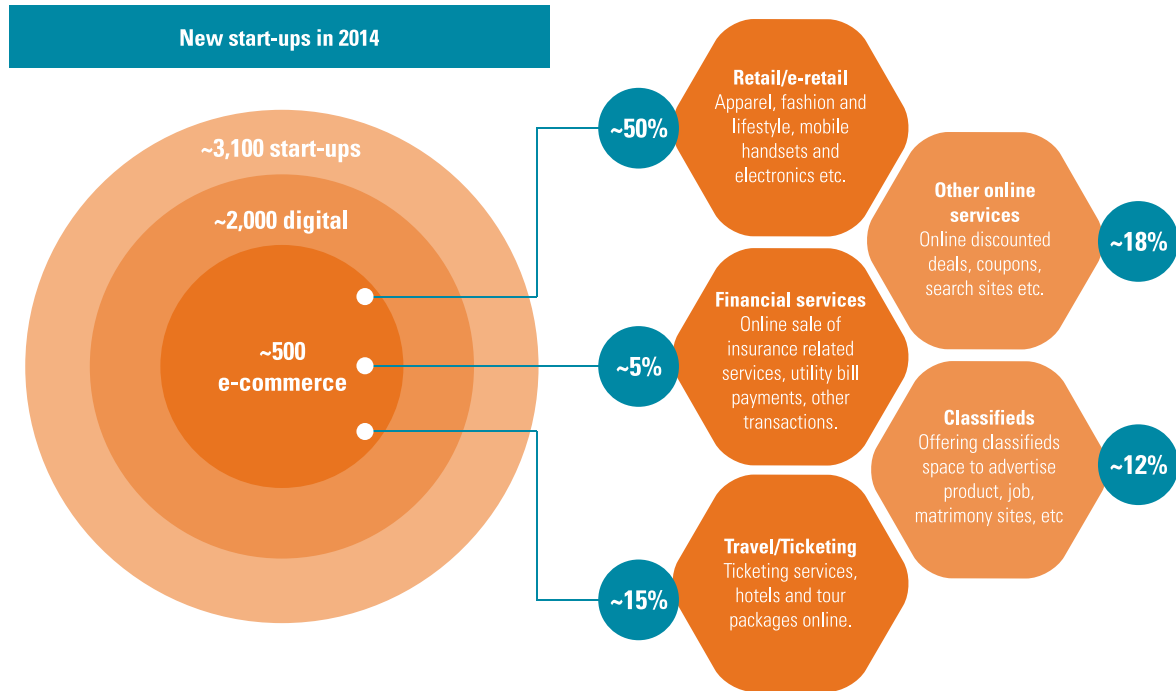 New start-ups in 2014
~3,100 start-ups
~2,000 digital
~500
e-commerce
~50%
Retail/e-retail
Apparel, fashion and
lifestyle, mobile
handsets and
electronics etc.
Other online
services
Online discounted
deals, coupons,
search sites etc.
~18%
~5%
Financial services
Online sale of
insurance related
services, utility bill
payments, other
transactions.
Classifieds
Offering classifieds
space to advertise
product, job,
matrimony sites, etc
~12%
~15%
Travel/Ticketing
Ticketing services,
hotels and tour
packages online.